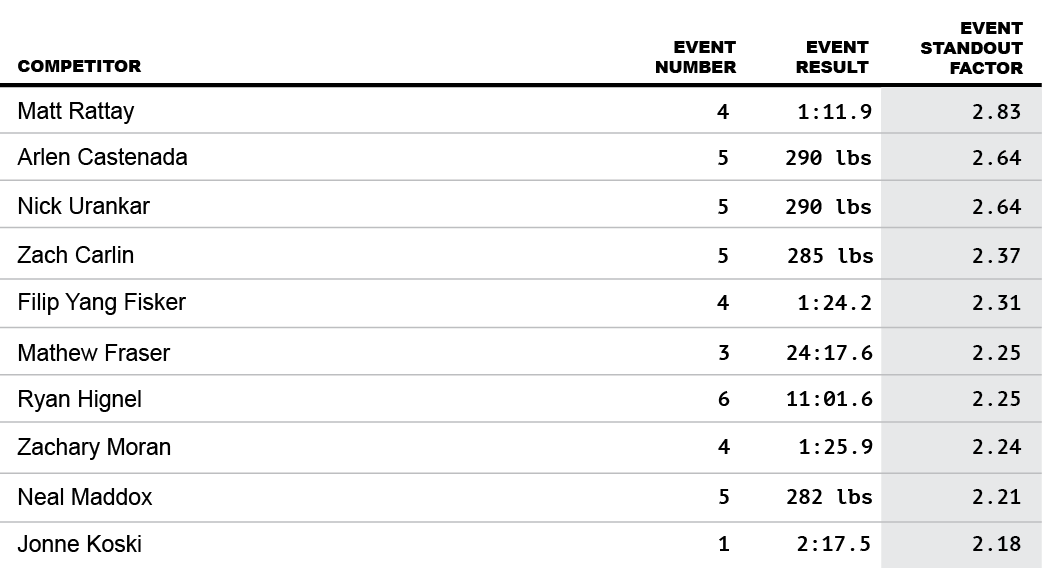 COMPETITOR EVENT NUMBER EVENT RESULT EVENT STANDOUT FACTOR
Matt Rattay 4 1:11.9 2.83
Arlen Castenada 5 290 lbs 2.64
Nick Urankar 5 290 lbs 2.64
Zach Carlin 5 285 lbs 2.37
Filip Yang Fisker 4 1:24.2 2.31
Mathew Fraser 3 24:17.6 2.25
Ryan Hignel 6 11:01.6 2.25
Zachary Moran 4 1:25.9 2.24
Neal Maddox 5 282 lbs 2.21
Jonne Koski 1 2:17.5 2.18